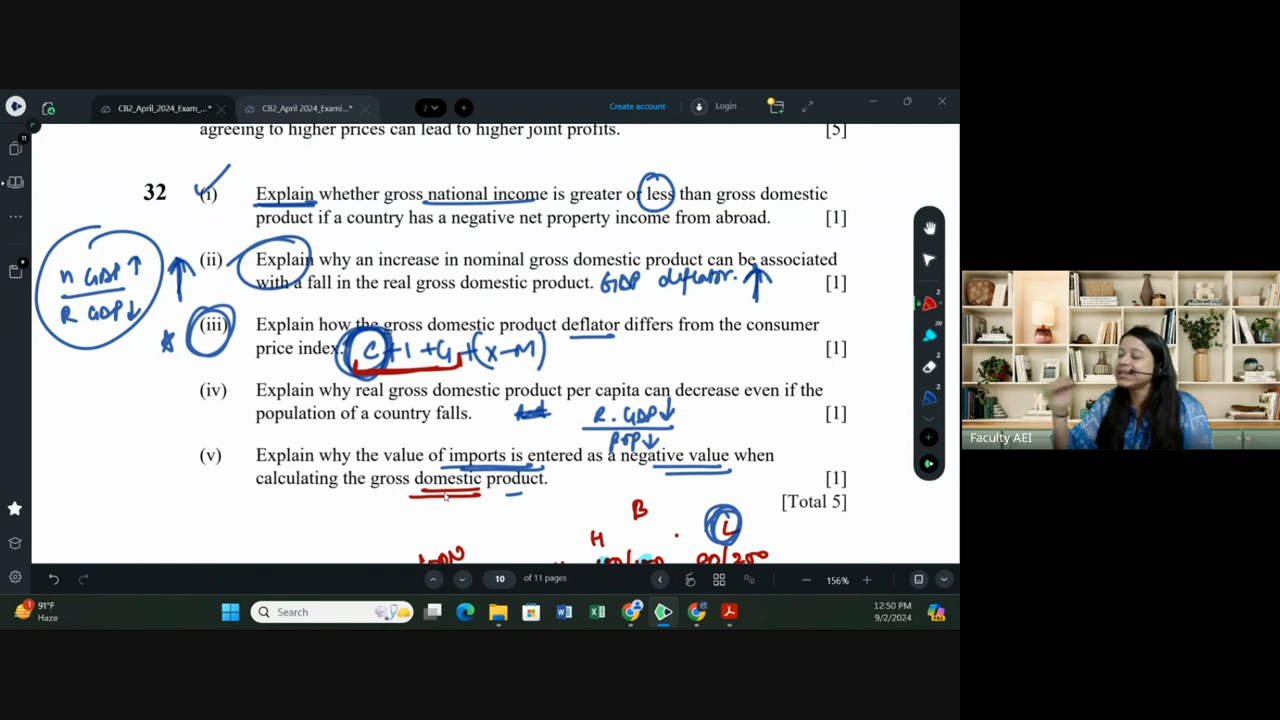 CB2_April_2024_Exam_...*
CB2_April 2024_Exami...*
2
Create account
Login
11
agreeing to higher prices can lead to higher joint profits. [5]
32 (i) Explain whether gross national income is greater or less than gross domestic
product if a country has a negative net property income from abroad. [1]
(ii) Explain why an increase in nominal gross domestic product can be associated
with a fall in the real gross domestic product. GDP deflator. ↑ [1]
n GDP ↑
R GDP ↓
↑
(iii) Explain how the gross domestic product deflator differs from the consumer
price index. C + I + G + (X - M) [1]
(iv) Explain why real gross domestic product per capita can decrease even if the
population of a country falls. [1]
R. GDP ↓
POP ↓
(v) Explain why the value of imports is entered as a negative value when
calculating the gross domestic product. [1]
[Total 5]
B
L
H
Faculty AEI
10 of 11 pages
156%
91°F
Haze
Search
12:50 PM
9/2/2024